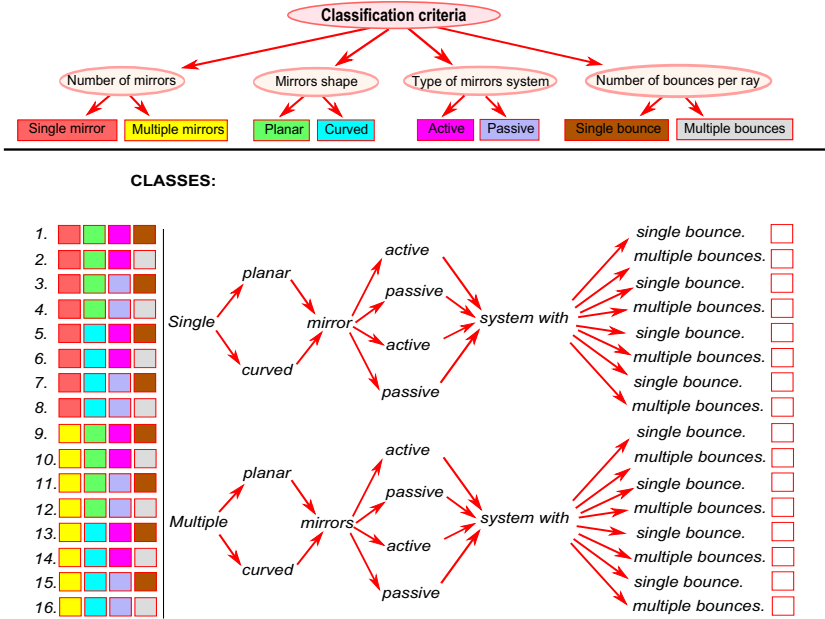 Classification criteria
Number of mirrors
Mirrors shape
Type of mirrors system
Number of bounces per ray
Single mirror
Multiple mirrors
Planar
Curved
Active
Passive
Single bounce
Multiple bounces
CLASSES:
1.
2.
3.
4.
5.
6.
7.
8.
9.
10.
11.
12.
13.
14.
15.
16.
Single
planar
curved
mirror
active
passive
active
passive
system with
single bounce.
multiple bounces.
single bounce.
multiple bounces.
single bounce.
multiple bounces.
single bounce.
multiple bounces.
Multiple
planar
curved
mirrors
active
passive
active
passive
system with
single bounce.
multiple bounces.
single bounce.
multiple bounces.
single bounce.
multiple bounces.
single bounce.
multiple bounces.